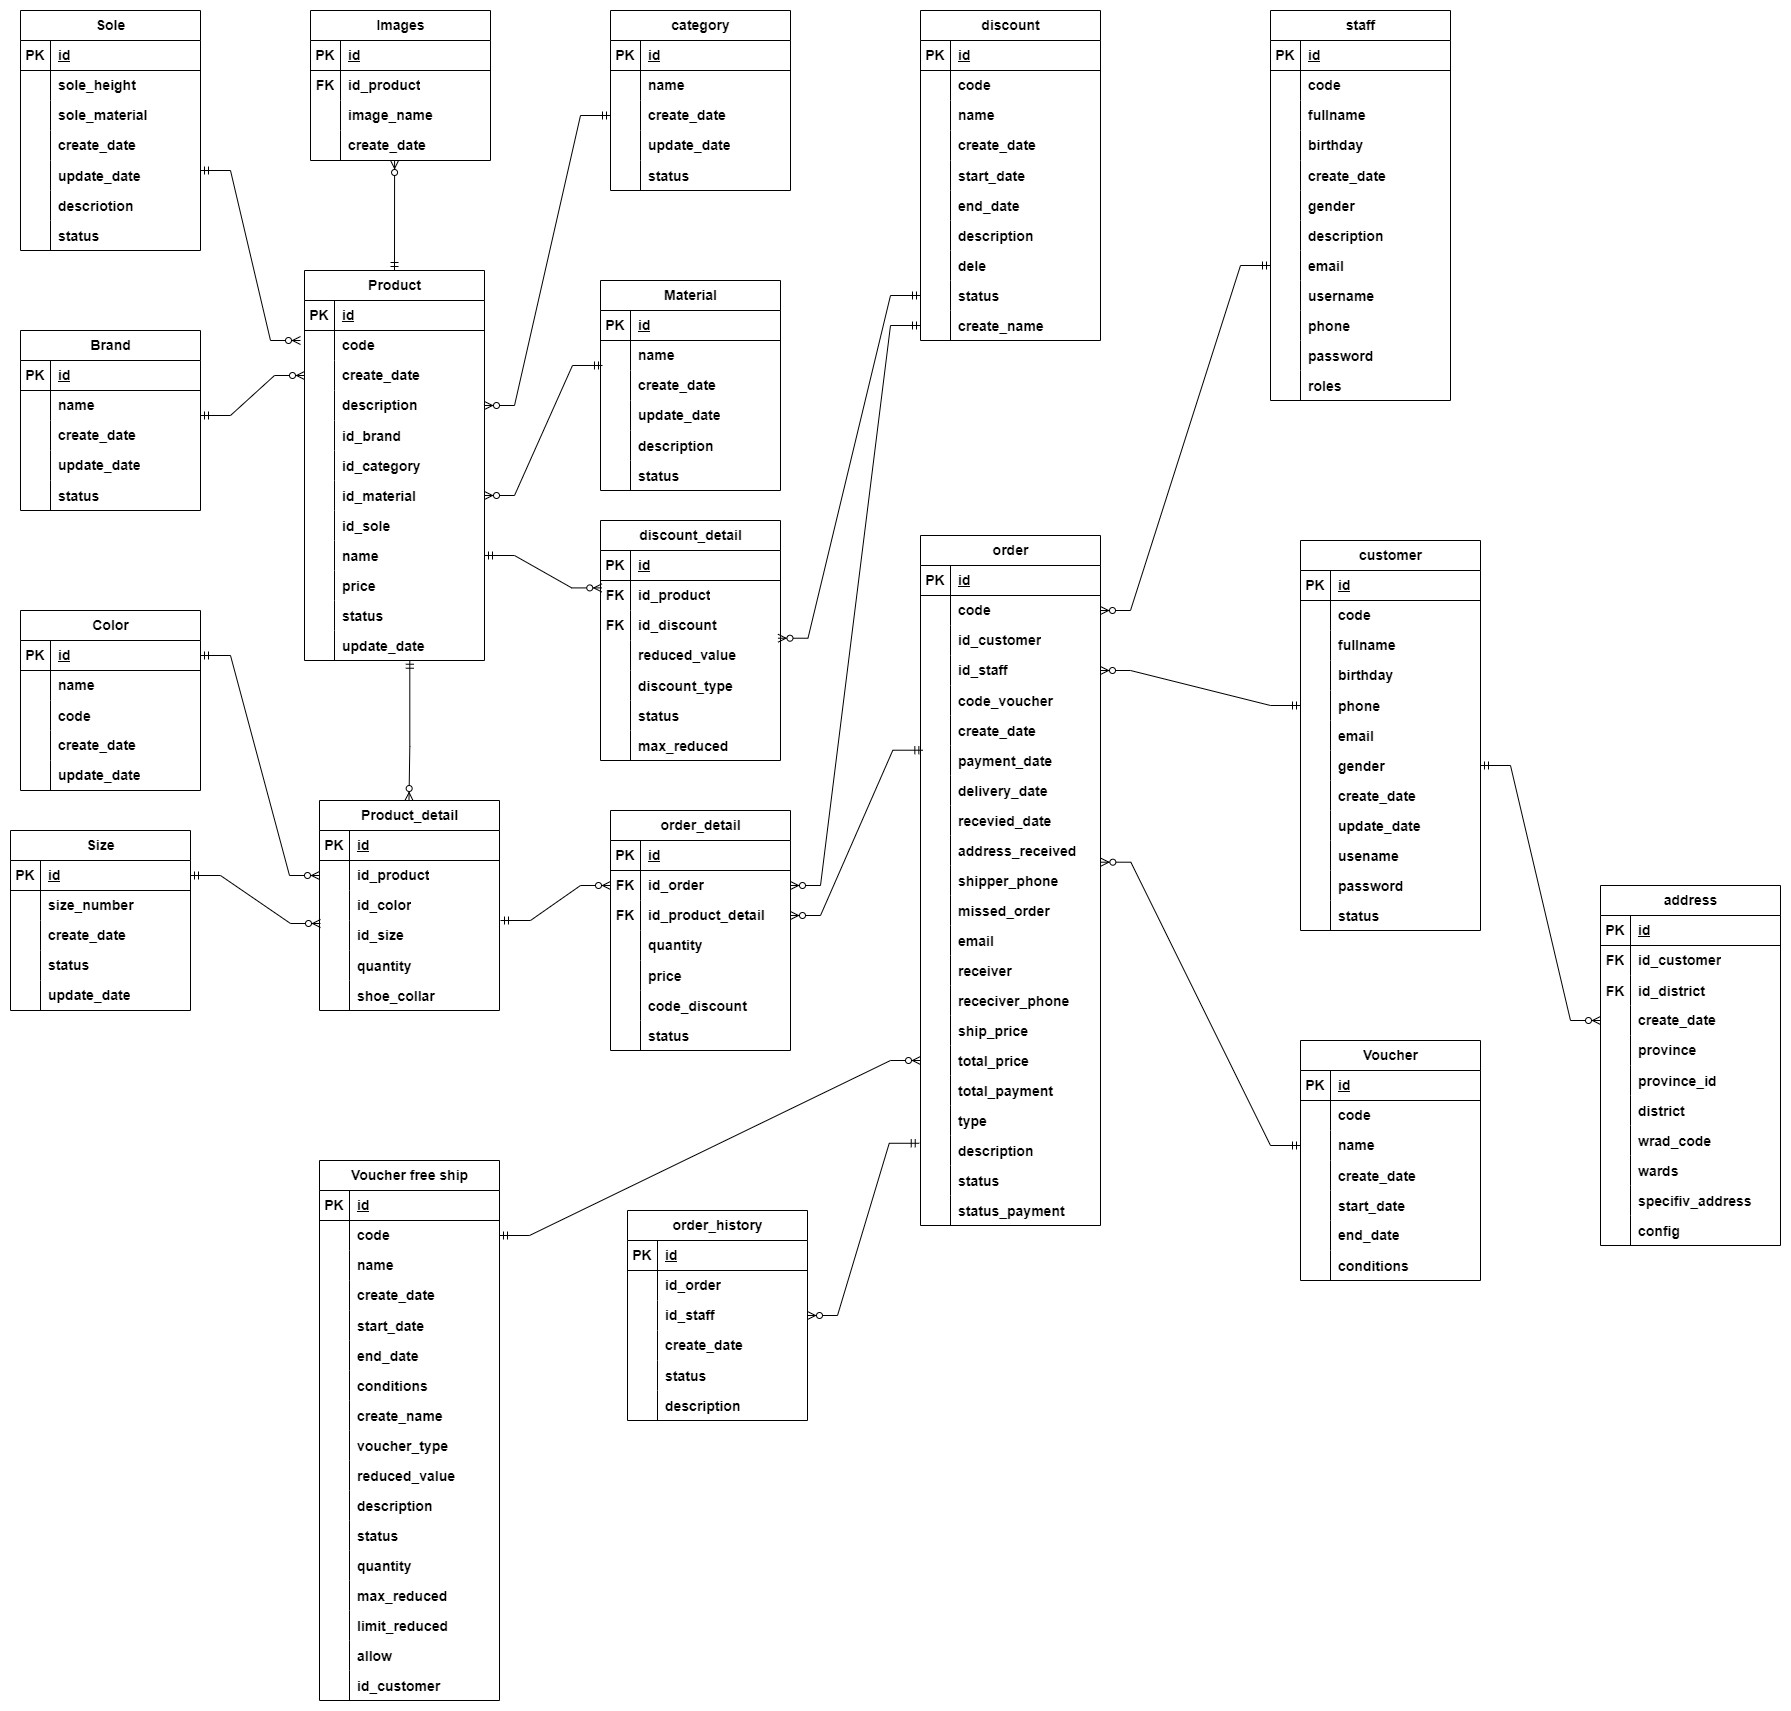 Sole
PK id
sole_height
sole_material
create_date
update_date
descriotion
status
Images
PK id
FK id_product
image_name
create_date
category
PK id
name
create_date
update_date
status
discount
PK id
code
name
create_date
start_date
end_date
description
dele
status
create_name
staff
PK id
code
fullname
birthday
create_date
gender
description
email
username
phone
password
roles
Brand
PK id
name
create_date
update_date
status
Product
PK id
code
create_date
description
id_brand
id_category
id_material
id_sole
name
price
status
update_date
Material
PK id
name
create_date
update_date
description
status
discount_detail
PK id
FK id_product
FK id_discount
reduced_value
discount_type
status
max_reduced
order
PK id
code
id_customer
id_staff
code_voucher
create_date
payment_date
delivery_date
recevied_date
address_received
shipper_phone
missed_order
email
receiver
receciver_phone
ship_price
total_price
total_payment
type
description
status
status_payment
customer
PK id
code
fullname
birthday
phone
email
gender
create_date
update_date
usename
password
status
Color
PK id
name
code
create_date
update_date
Size
PK id
size_number
create_date
status
update_date
Product_detail
PK id
id_product
id_color
id_size
quantity
shoe_collar
order_detail
PK id
FK id_order
FK id_product_detail
quantity
price
code_discount
status
address
PK id
FK id_customer
FK id_district
create_date
province
province_id
district
wrad_code
wards
specifiv_address
config
Voucher
PK id
code
name
create_date
start_date
end_date
conditions
Voucher free ship
PK id
code
name
create_date
start_date
end_date
conditions
create_name
voucher_type
reduced_value
description
status
quantity
max_reduced
limit_reduced
allow
id_customer
order_history
PK id
id_order
id_staff
create_date
status
description